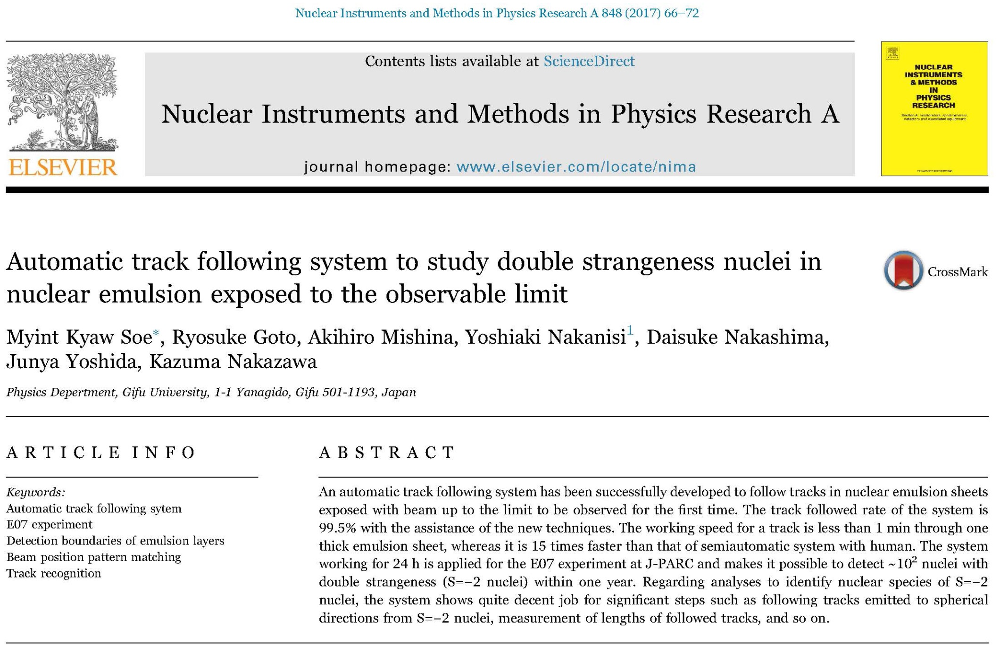 Nuclear Instruments and Methods in Physics Research A 848 (2017) 66–72
Contents lists available at ScienceDirect
Nuclear Instruments and Methods in Physics Research A
journal homepage: www.elsevier.com/locate/nima
NON SOLUS
ELSEVIER
NUCLEAR
INSTRUMENTS
& METHODS
IN
PHYSICS
RESEARCH
Section A: accelerators, spectrometers,
detectors and associated equipment
Automatic track following system to study double strangeness nuclei in
nuclear emulsion exposed to the observable limit
CrossMark
Myint Kyaw Soe*, Ryosuke Goto, Akihiro Mishina, Yoshiaki Nakanisi¹, Daisuke Nakashima,
Junya Yoshida, Kazuma Nakazawa
Physics Depertment, Gifu University, 1-1 Yanagido, Gifu 501-1193, Japan
ARTICLE INFO
Keywords:
Automatic track following sytem
E07 experiment
Detection boundaries of emulsion layers
Beam position pattern matching
Track recognition
ABSTRACT
An automatic track following system has been successfully developed to follow tracks in nuclear emulsion sheets
exposed with beam up to the limit to be observed for the first time. The track followed rate of the system is
99.5% with the assistance of the new techniques. The working speed for a track is less than 1 min through one
thick emulsion sheet, whereas it is 15 times faster than that of semiautomatic system with human. The system
working for 24 h is applied for the E07 experiment at J-PARC and makes it possible to detect ~10² nuclei with
double strangeness (S=−2 nuclei) within one year. Regarding analyses to identify nuclear species of S=−2
nuclei, the system shows quite decent job for significant steps such as following tracks emitted to spherical
directions from S=−2 nuclei, measurement of lengths of followed tracks, and so on.